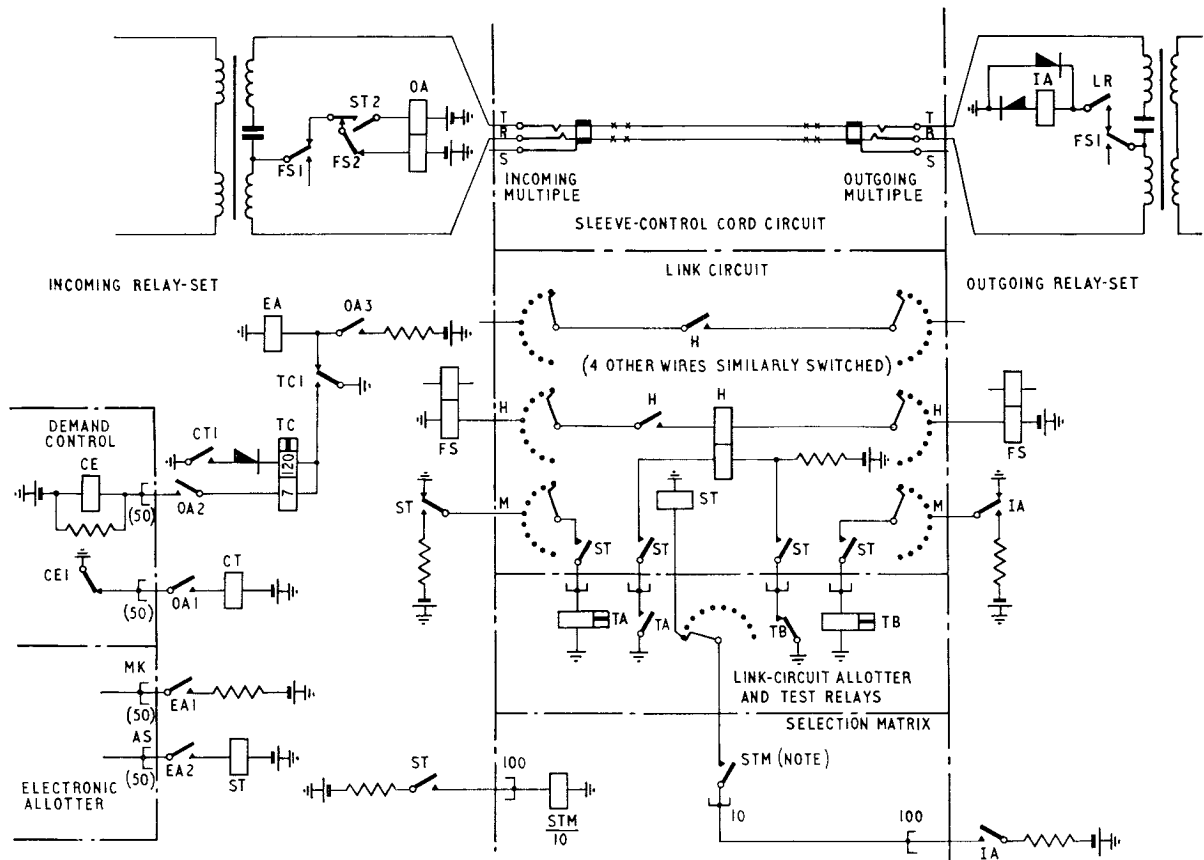 OA
ST2
FS1
FS2
T
R
S
INCOMING
MULTIPLE
T
R
S
OUTGOING
MULTIPLE
IA
LR
FS1
SLEEVE-CONTROL CORD CIRCUIT
LINK CIRCUIT
INCOMING RELAY-SET
OUTGOING RELAY-SET
EA
OA3
H
(4 OTHER WIRES SIMILARLY SWITCHED)
TC1
FS
H
H
H
H
FS
DEMAND
CONTROL
CE
CT1
TC
120
7
(50)
OA2
ST
M
ST
M
IA
ST
ST
ST
ST
CE1
(50)
OA1
CT
TA
TA
TB
TB
LINK-CIRCUIT ALLOTTER
AND TEST RELAYS
MK
(50)
EA1
SELECTION MATRIX
AS
(50)
EA2
ST
ELECTRONIC
ALLOTTER
ST
100
STM
10
STM (NOTE)
10
100
IA